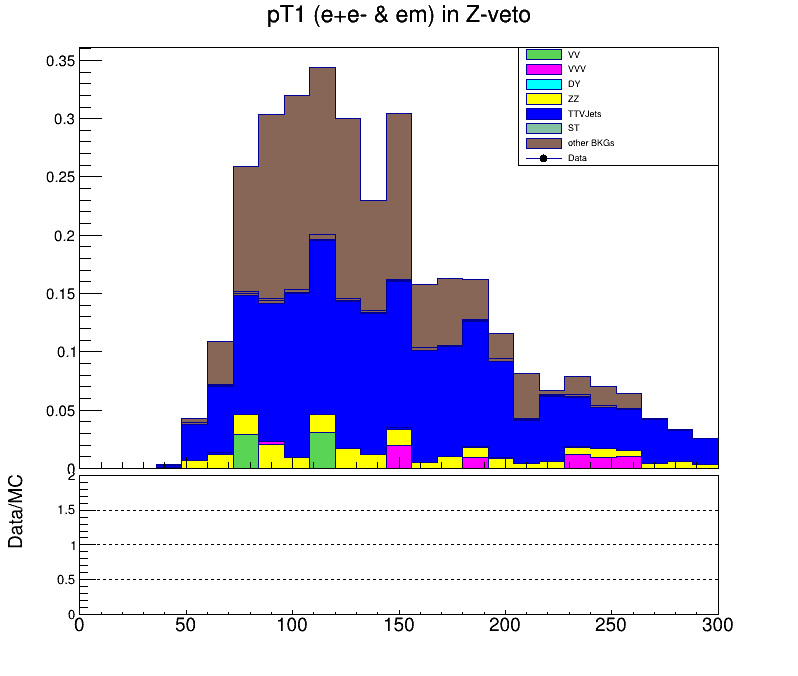 pT1 (e+e- & em) in Z-veto
VV
VVV
DY
ZZ
TTVJets
ST
other BKGs
Data
0.35
0.3
0.25
0.2
0.15
0.1
0.05
0
Data/MC
2
1.5
1
0.5
0
0 50 100 150 200 250 300